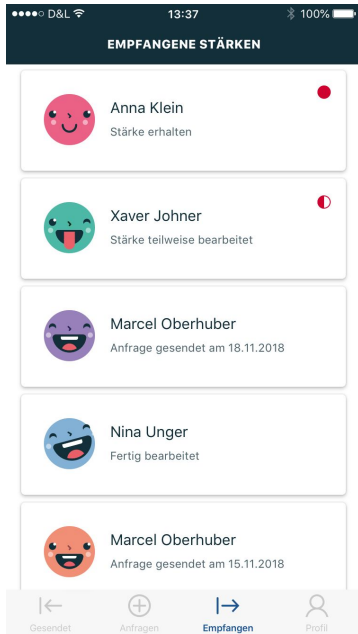 D&L 13:37 100%
EMPFANGENE STÄRKEN
Anna Klein
Stärke erhalten
Xaver Johner
Stärke teilweise bearbeitet
Marcel Oberhuber
Anfrage gesendet am 18.11.2018
Nina Unger
Fertig bearbeitet
Marcel Oberhuber
Anfrage gesendet am 15.11.2018
Gesendet Anfragen Empfangen Profil